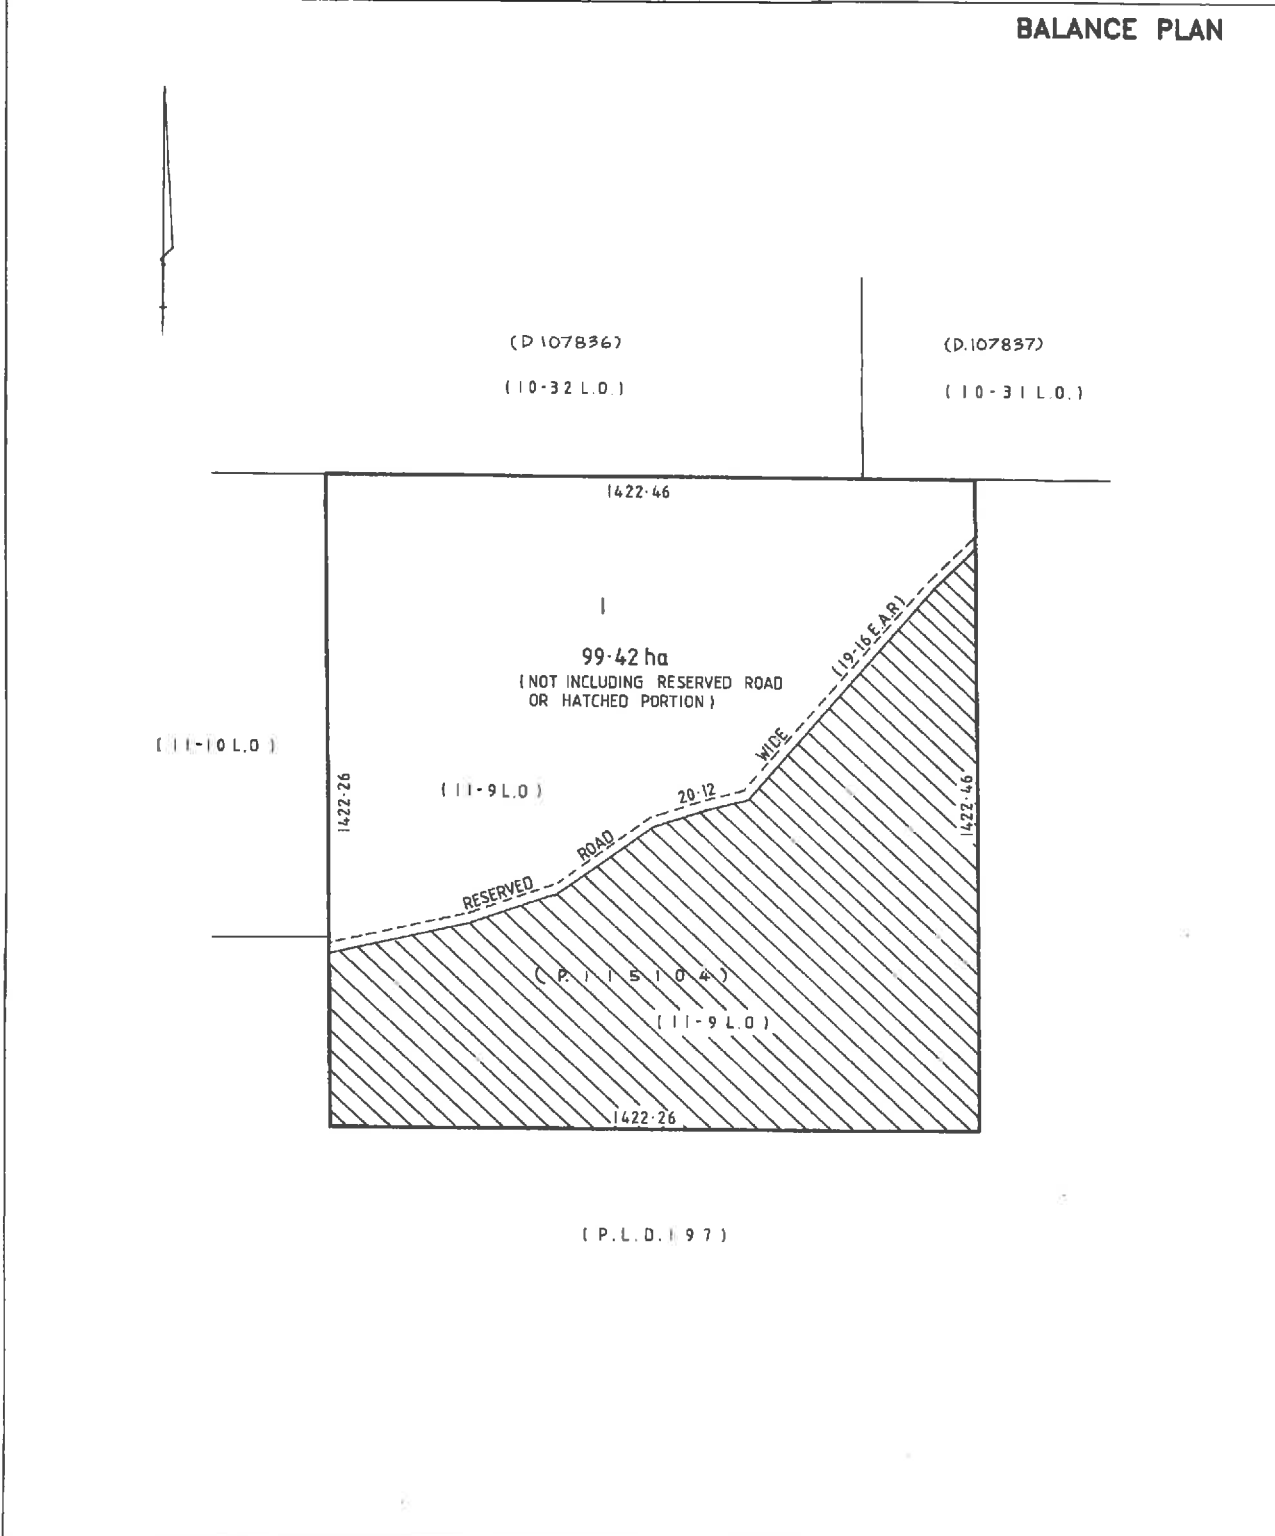 BALANCE PLAN
(D 107836)
(D.107837)
(10-32 L.O.)
(10-31 L.O.)
1422·46
1
99·42 ha
(NOT INCLUDING RESERVED ROAD
OR HATCHED PORTION)
(19-16 E.A.R)
WIDE
(11-10 L.O)
1422·26
(11-9 L.O)
20·12
1422·46
ROAD
RESERVED
(P.115104)
(11-9 L.O)
1422·26
(P.L.D.197)